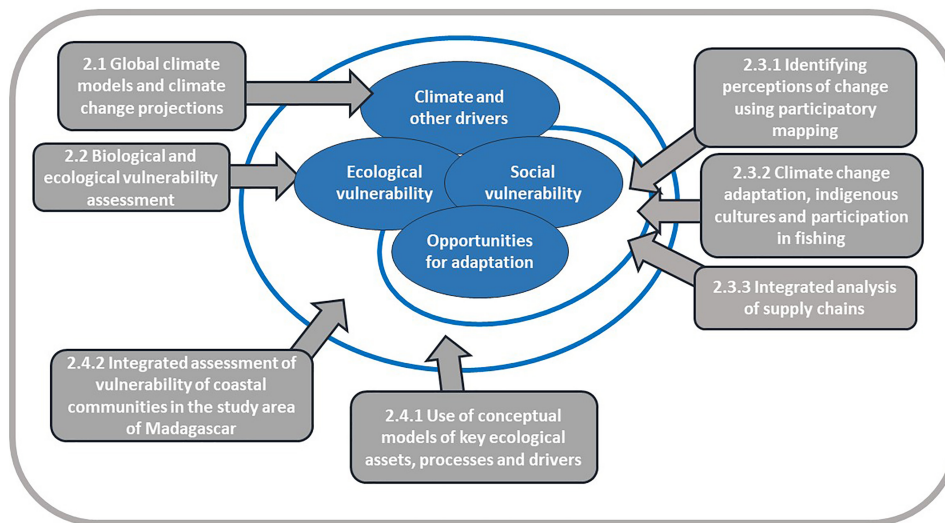 2.1 Global climate
models and climate
change projections
2.2 Biological and
ecological vulnerability
assessment
Climate and
other drivers
Ecological
vulnerability
Social
vulnerability
Opportunities
for adaptation
2.3.1 Identifying
perceptions of change
using participatory
mapping
2.3.2 Climate change
adaptation, indigenous
cultures and participation
in fishing
2.3.3 Integrated analysis
of supply chains
2.4.2 Integrated assessment of
vulnerability of coastal
communities in the study area
of Madagascar
2.4.1 Use of conceptual
models of key ecological
assets, processes and drivers